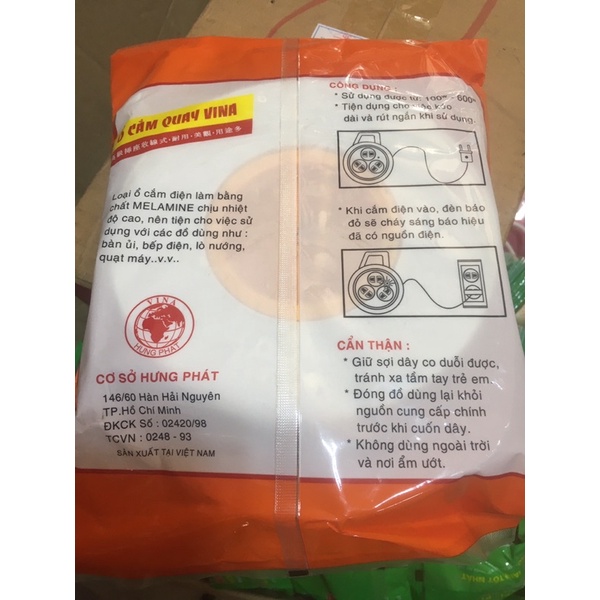 CẮM QUAY VINA
Loại ổ cắm điện làm bằng
chất MELAMINE chịu nhiệt
độ cao, nên tiện cho việc sử
dụng với các đồ dùng như :
bàn ủi, bếp điện, lò nướng,
quạt máy..v.v..
VINA
HƯNG PHÁT
CƠ SỞ HƯNG PHÁT
146/60 Hàn Hải Nguyên
TP.Hồ Chí Minh
ĐKCK Số : 02420/98
TCVN : 0248 - 93
SẢN XUẤT TẠI VIỆT NAM
CÔNG DỤNG :
* Sử dụng được từ: 100º - 600º
* Tiện dụng cho việc kéo
dài và rút ngắn khi sử dụng.
* Khi cắm điện vào, đèn báo
đỏ sẽ cháy sáng báo hiệu
đã có nguồn điện.
CẨN THẬN :
* Giữ sợi dây co duỗi được,
tránh xa tầm tay trẻ em.
* Đóng đồ dùng lại khỏi
nguồn cung cấp chính
trước khi cuốn dây.
* Không dùng ngoài trời
và nơi ẩm ướt.